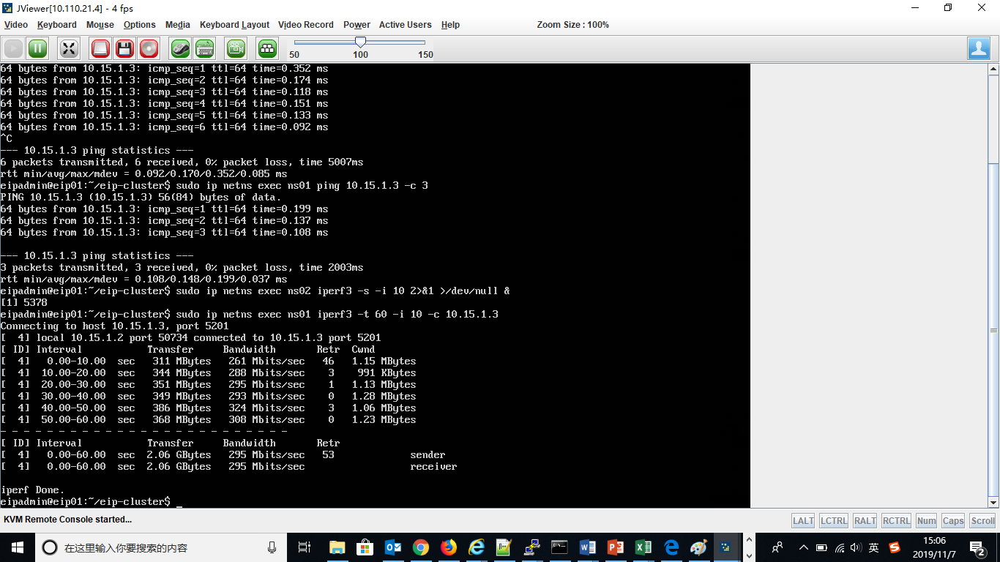 JViewer[10.110.21.4] - 4 fps
Video Keyboard Mouse Options Media Keyboard Layout Video Record Power Active Users Help Zoom Size : 100%
50 100 150
64 bytes from 10.15.1.3: icmp_seq=1 ttl=64 time=0.352 ms
64 bytes from 10.15.1.3: icmp_seq=2 ttl=64 time=0.174 ms
64 bytes from 10.15.1.3: icmp_seq=3 ttl=64 time=0.118 ms
64 bytes from 10.15.1.3: icmp_seq=4 ttl=64 time=0.151 ms
64 bytes from 10.15.1.3: icmp_seq=5 ttl=64 time=0.133 ms
64 bytes from 10.15.1.3: icmp_seq=6 ttl=64 time=0.092 ms
^C
--- 10.15.1.3 ping statistics ---
6 packets transmitted, 6 received, 0% packet loss, time 5007ms
rtt min/avg/max/mdev = 0.092/0.170/0.352/0.085 ms
eipadmin@eip01:~/eip-cluster$ sudo ip netns exec ns01 ping 10.15.1.3 -c 3
PING 10.15.1.3 (10.15.1.3) 56(84) bytes of data.
64 bytes from 10.15.1.3: icmp_seq=1 ttl=64 time=0.199 ms
64 bytes from 10.15.1.3: icmp_seq=2 ttl=64 time=0.137 ms
64 bytes from 10.15.1.3: icmp_seq=3 ttl=64 time=0.108 ms
--- 10.15.1.3 ping statistics ---
3 packets transmitted, 3 received, 0% packet loss, time 2003ms
rtt min/avg/max/mdev = 0.108/0.148/0.199/0.037 ms
eipadmin@eip01:~/eip-cluster$ sudo ip netns exec ns02 iperf3 -s -i 10 2>&1 >/dev/null &
[1] 5378
eipadmin@eip01:~/eip-cluster$ sudo ip netns exec ns01 iperf3 -t 60 -i 10 -c 10.15.1.3
Connecting to host 10.15.1.3, port 5201
[  4] local 10.15.1.2 port 50734 connected to 10.15.1.3 port 5201
[ ID] Interval           Transfer     Bandwidth       Retr  Cwnd
[  4]   0.00-10.00  sec   311 MBytes   261 Mbits/sec   46   1.15 MBytes
[  4]  10.00-20.00  sec   344 MBytes   288 Mbits/sec    3    991 KBytes
[  4]  20.00-30.00  sec   351 MBytes   295 Mbits/sec    1   1.13 MBytes
[  4]  30.00-40.00  sec   349 MBytes   293 Mbits/sec    0   1.28 MBytes
[  4]  40.00-50.00  sec   386 MBytes   324 Mbits/sec    3   1.06 MBytes
[  4]  50.00-60.00  sec   368 MBytes   308 Mbits/sec    0   1.23 MBytes
- - - - - - - - - - - - - - - - - - - - - - - - -
[ ID] Interval           Transfer     Bandwidth       Retr
[  4]   0.00-60.00  sec  2.06 GBytes   295 Mbits/sec   53             sender
[  4]   0.00-60.00  sec  2.06 GBytes   295 Mbits/sec                  receiver
iperf Done.
eipadmin@eip01:~/eip-cluster$ _
KVM Remote Console started... LALT LCTRL RALT RCTRL Num Caps Scroll
在这里输入你要搜索的内容 英 15:06
2019/11/7 2